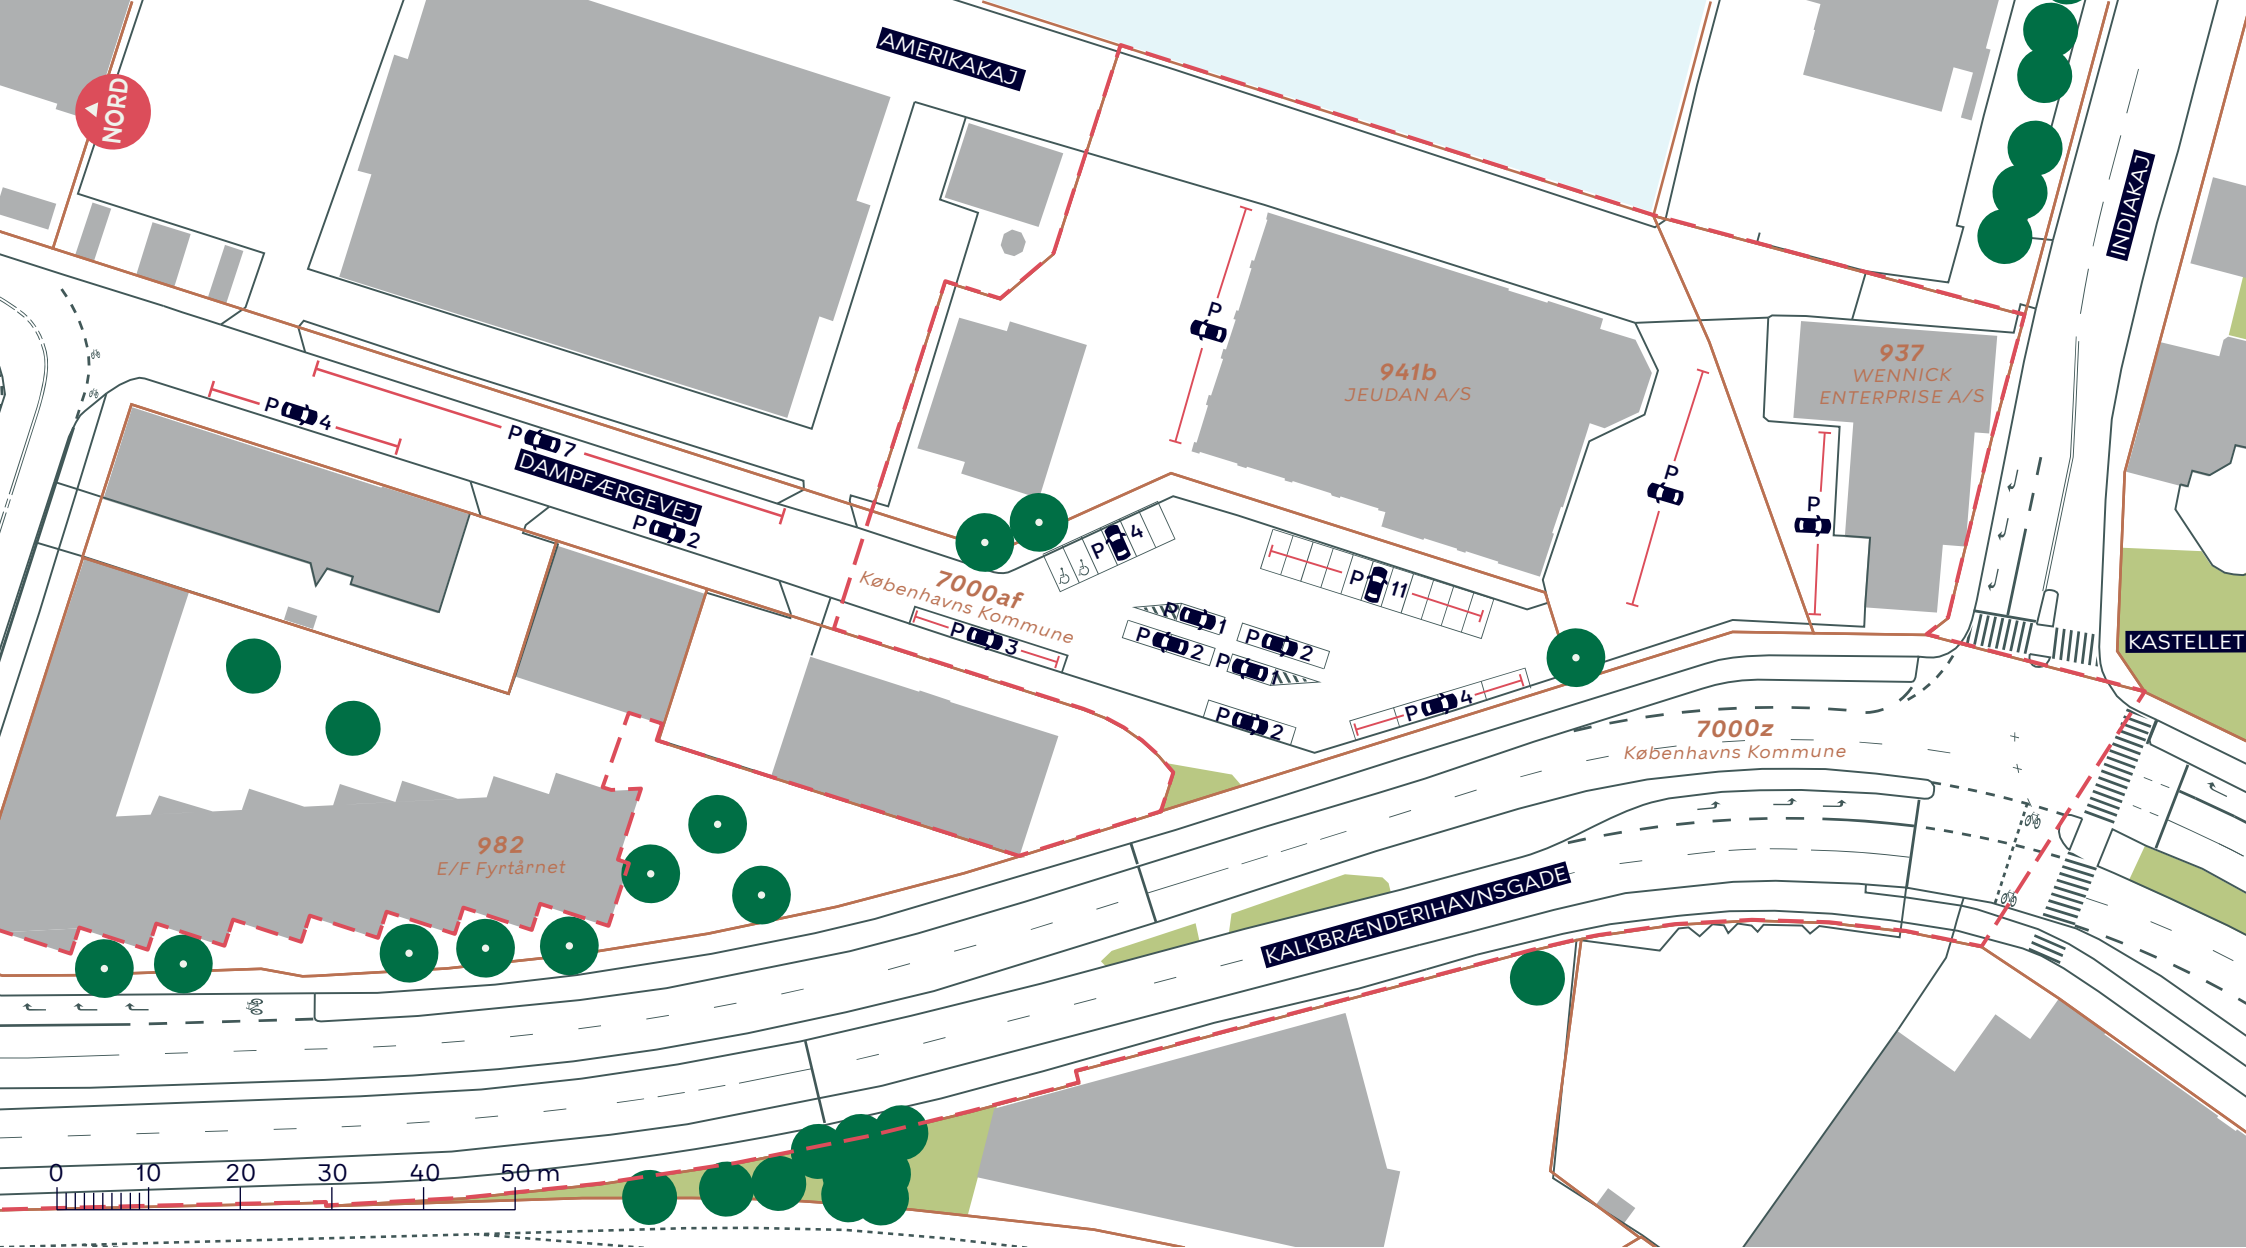 AMERIKAKAJ
NORD
INDIAKAJ
P
941b
JEUDAN A/S
937
WENNICK
ENTERPRISE A/S
P 4
P 7
DAMPFÆRGEVEJ
P 2
P
P
P 4
P 11
7000af
Københavns Kommune
P 3
P 1
P 2
P 2
P 1
P 2
P 4
KASTELLET
7000z
Københavns Kommune
982
E/F Fyrtårnet
KALKBRÆNDERIHAVNSGADE
0 10 20 30 40 50 m